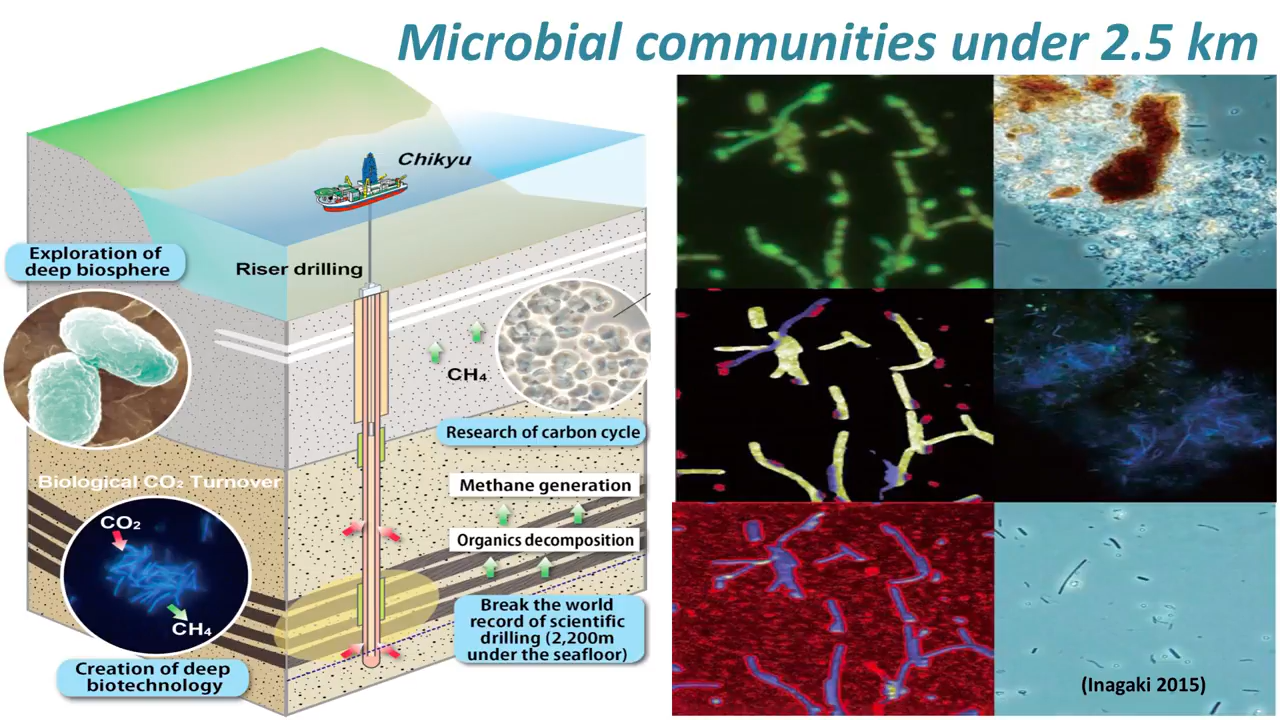 Microbial communities under 2.5 km
Chikyu
Exploration of
deep biosphere
Riser drilling
CH₄
Research of carbon cycle
Biological CO₂ Turnover
Methane generation
CO₂
Organics decomposition
CH₄
Break the world
record of scientific
drilling (2,200m
under the seafloor)
Creation of deep
biotechnology
(Inagaki 2015)